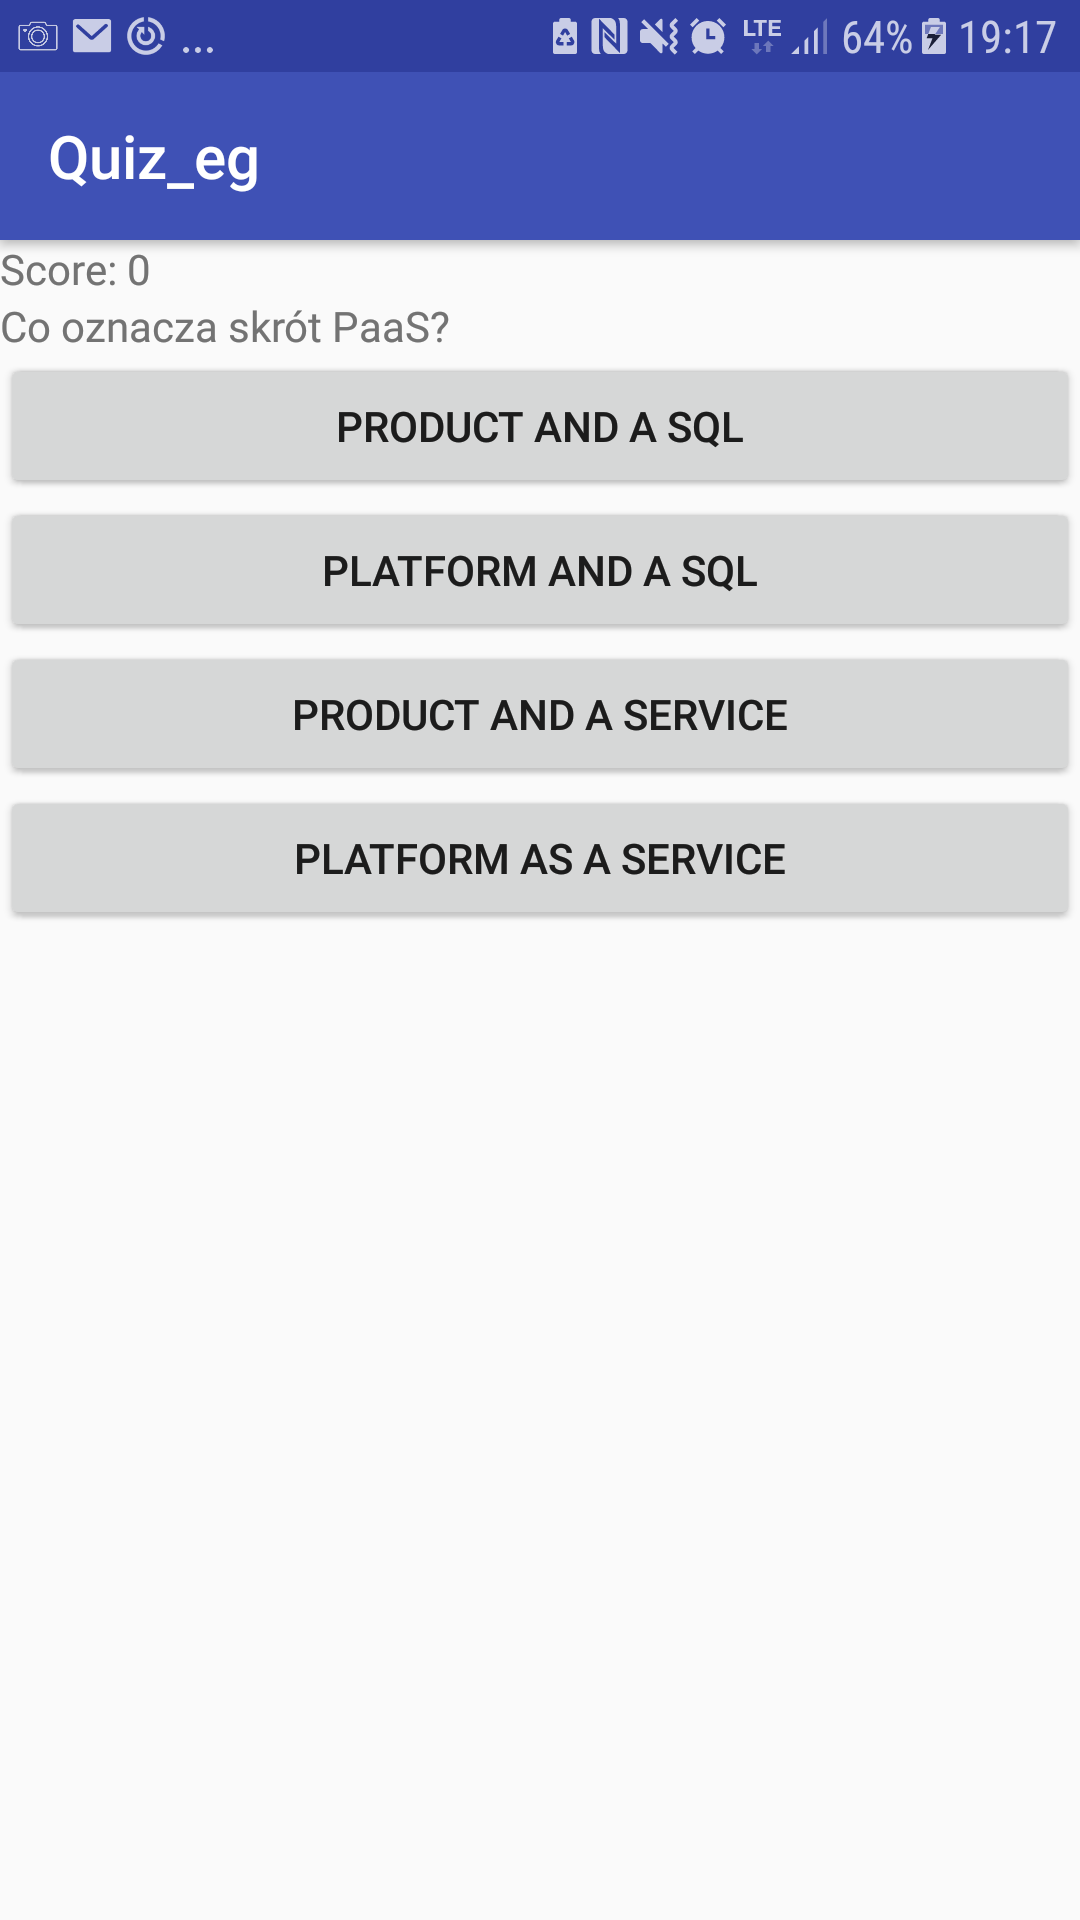 ... LTE 64% 19:17
Quiz_eg
Score: 0
Co oznacza skrót PaaS?
PRODUCT AND A SQL
PLATFORM AND A SQL
PRODUCT AND A SERVICE
PLATFORM AS A SERVICE